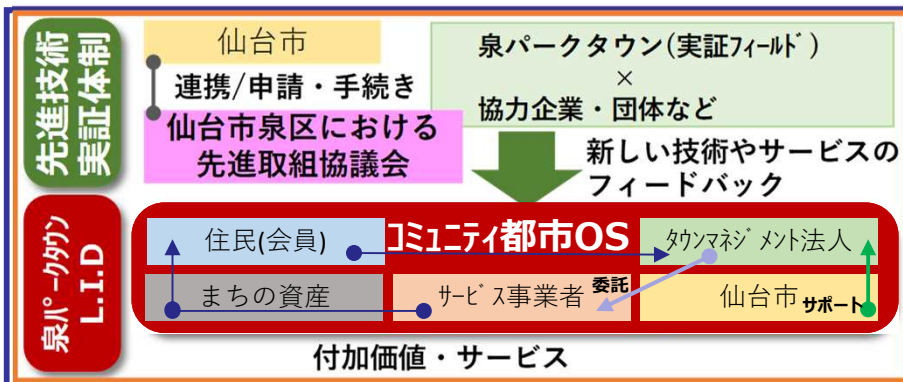 先進技術
実証体制
仙台市
連携/申請・手続き
仙台市泉区における
先進取組協議会
泉パークタウン(実証ﾌｨｰﾙﾄﾞ)
×
協力企業・団体など
新しい技術やサービスの
フィードバック
泉ﾊﾟｰｸﾀｳﾝ
L.I.D
コミュニティ都市OS
住民(会員)
ﾀｳﾝﾏﾈｼﾞﾒﾝﾄ法人
まちの資産
ｻｰﾋﾞｽ事業者
委託
仙台市
ｻﾎﾟｰﾄ
付加価値・サービス